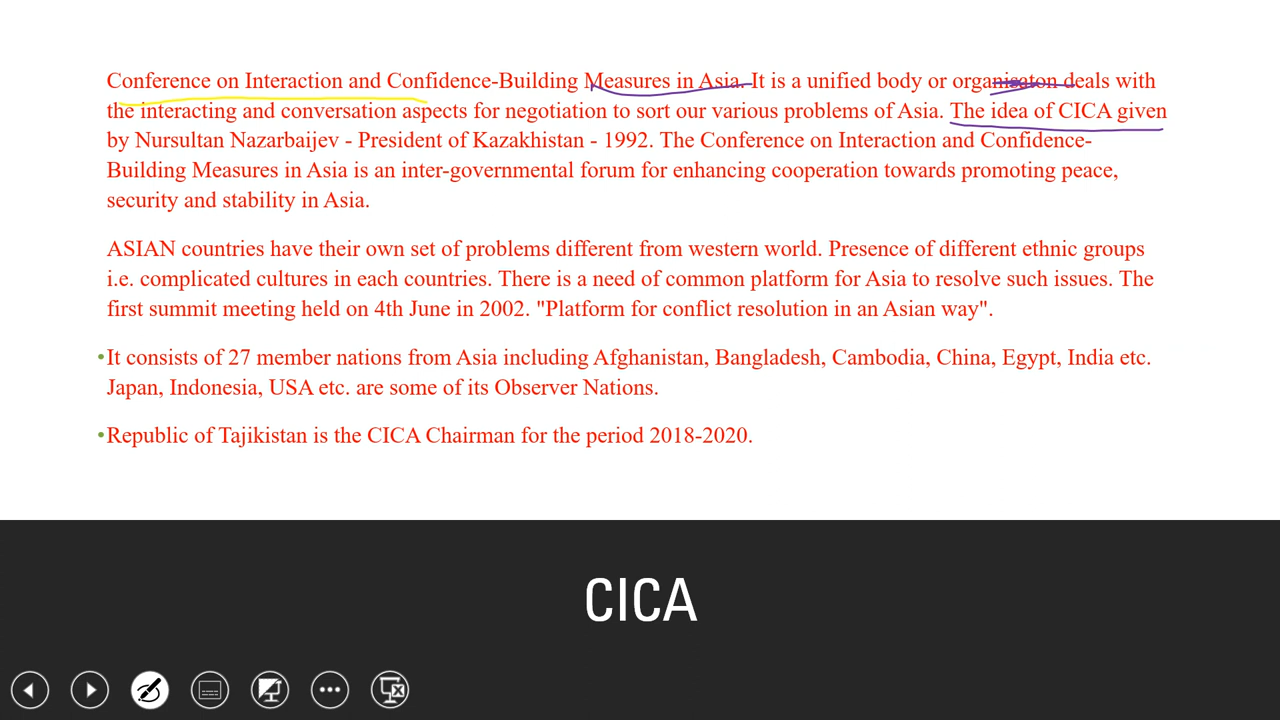 Conference on Interaction and Confidence-Building Measures in Asia. It is a unified body or organisaton deals with
the interacting and conversation aspects for negotiation to sort our various problems of Asia. The idea of CICA given
by Nursultan Nazarbaijev - President of Kazakhistan - 1992. The Conference on Interaction and Confidence-
Building Measures in Asia is an inter-governmental forum for enhancing cooperation towards promoting peace,
security and stability in Asia.
ASIAN countries have their own set of problems different from western world. Presence of different ethnic groups
i.e. complicated cultures in each countries. There is a need of common platform for Asia to resolve such issues. The
first summit meeting held on 4th June in 2002. "Platform for conflict resolution in an Asian way".
•It consists of 27 member nations from Asia including Afghanistan, Bangladesh, Cambodia, China, Egypt, India etc.
Japan, Indonesia, USA etc. are some of its Observer Nations.
•Republic of Tajikistan is the CICA Chairman for the period 2018-2020.
CICA